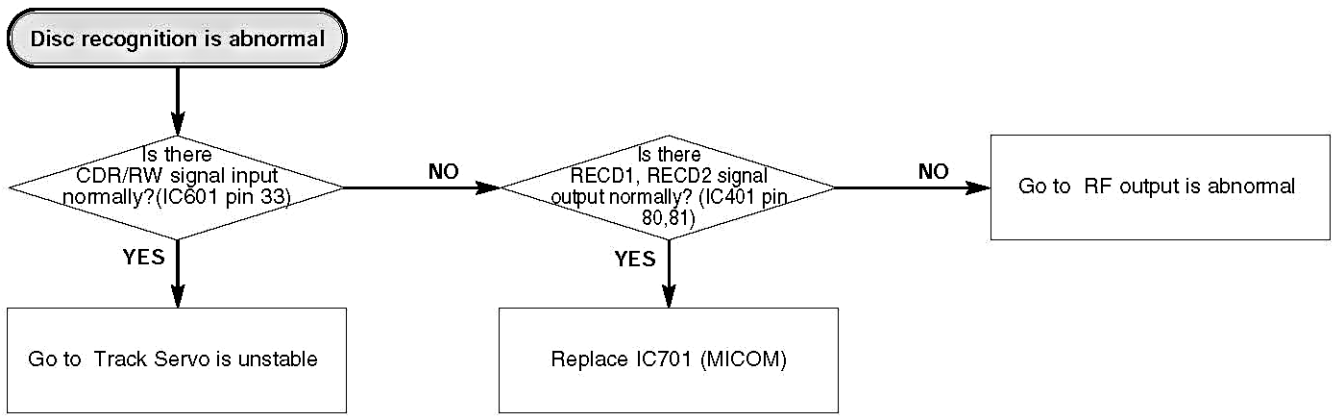 Disc recognition is abnormal
Is there
CDR/RW signal input
normally?(IC601 pin 33)
NO
Is there
RECD1, RECD2 signal
output normally? (IC401 pin
80,81)
NO
Go to RF output is abnormal
YES
YES
Go to Track Servo is unstable
Replace IC701 (MICOM)